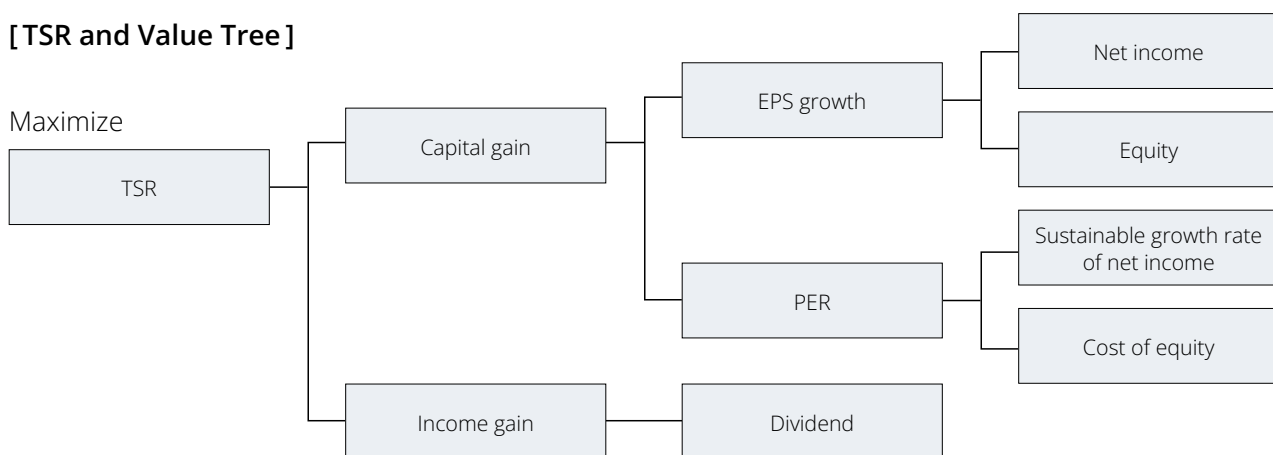 [TSR and Value Tree]
Maximize
TSR
Capital gain
EPS growth
Net income
Equity
PER
Sustainable growth rate
of net income
Cost of equity
Income gain
Dividend